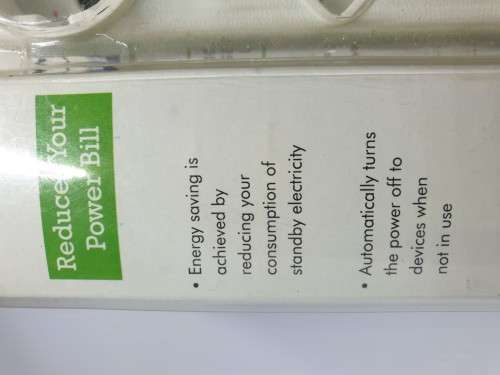 Reduces Your
Power Bill
• Energy saving is
achieved by
reducing your
consumption of
standby electricity
• Automatically turns
the power off to
devices when
not in use